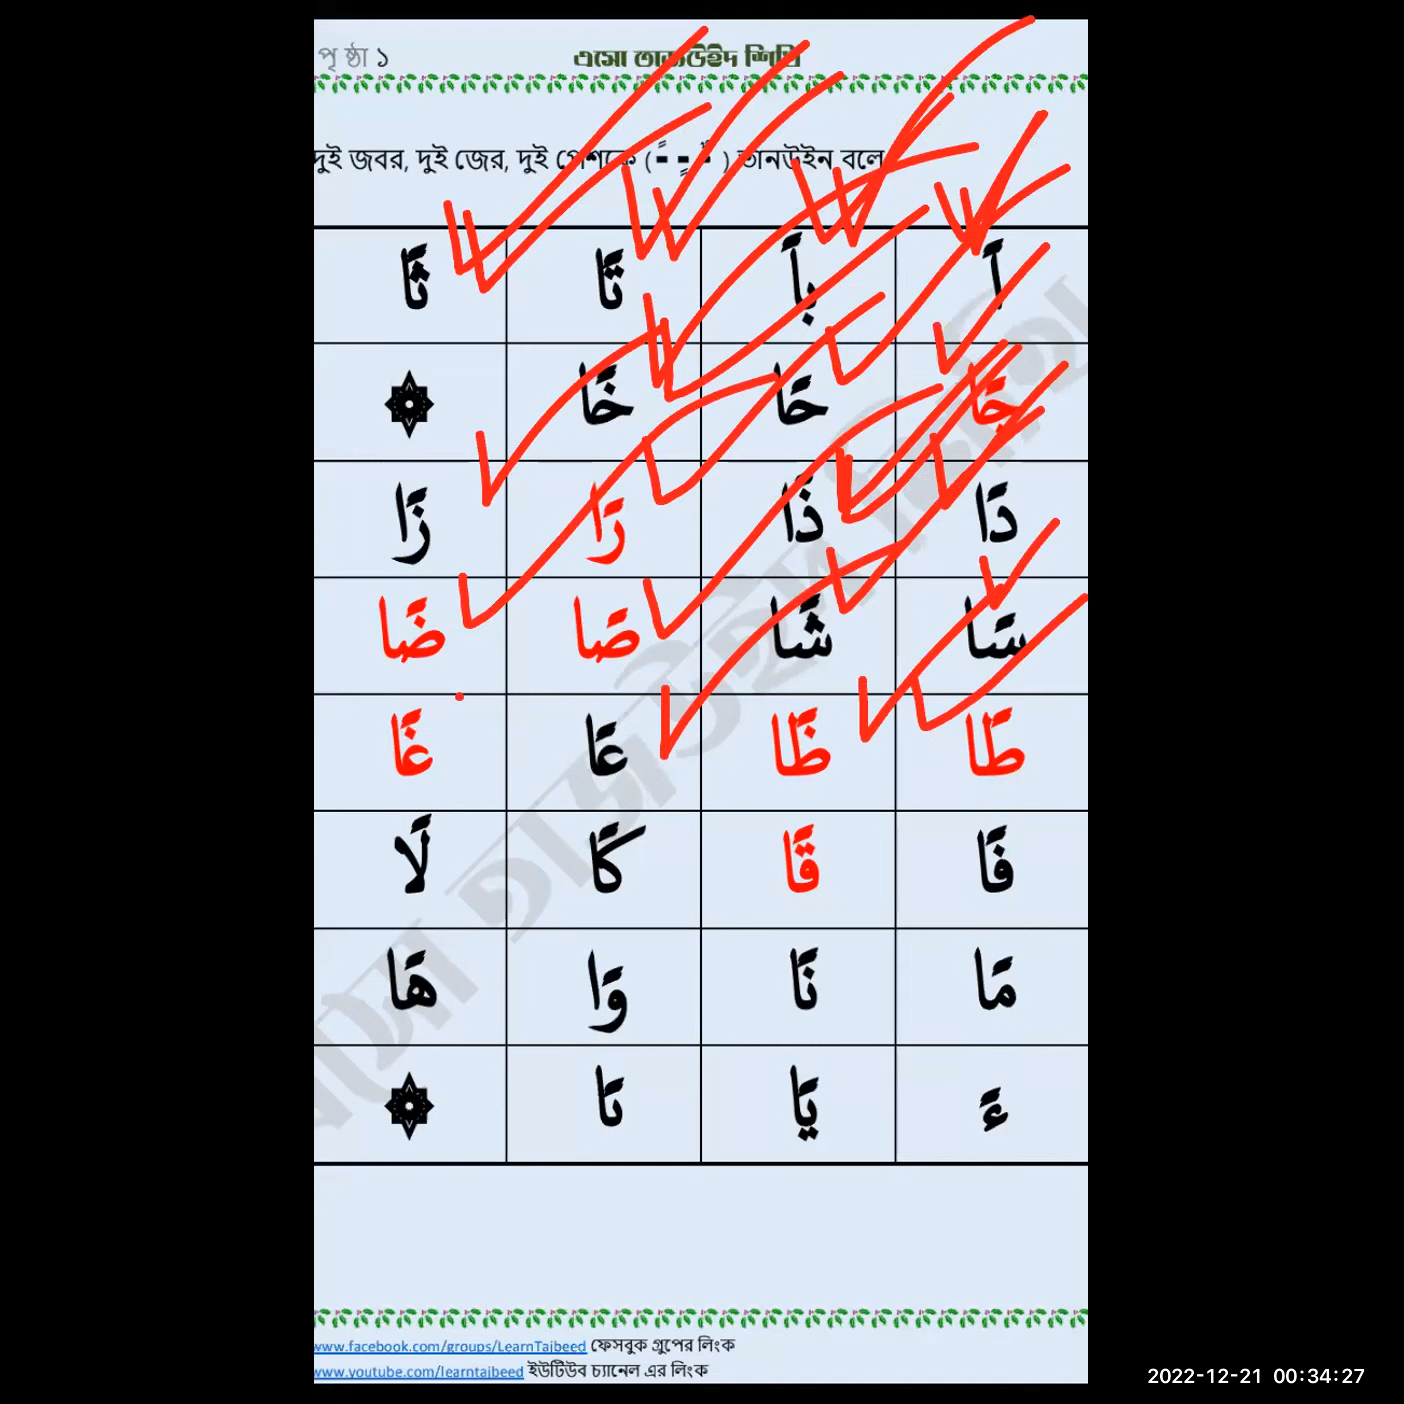 পৃষ্ঠা ১ এসো তাজউইদ শিখি
দুই জবর, দুই জের, দুই পেশকে ( ً ٍ ٌ ) তানউইন বলে
اً بًا تًا ثًا
جًا حًا خًا
دًا ذًا رًا زًا
سًا شًا صًا ضًا
طًا ظًا عًا غًا
فًا قًا كًا لًا
مًا نًا وًا هًا
ءً يًا ىًا
www.facebook.com/groups/LearnTajbeed ফেসবুক গ্রুপের লিংক
www.youtube.com/learntajbeed ইউটিউব চ্যানেল এর লিংক
2022-12-21 00:34:27